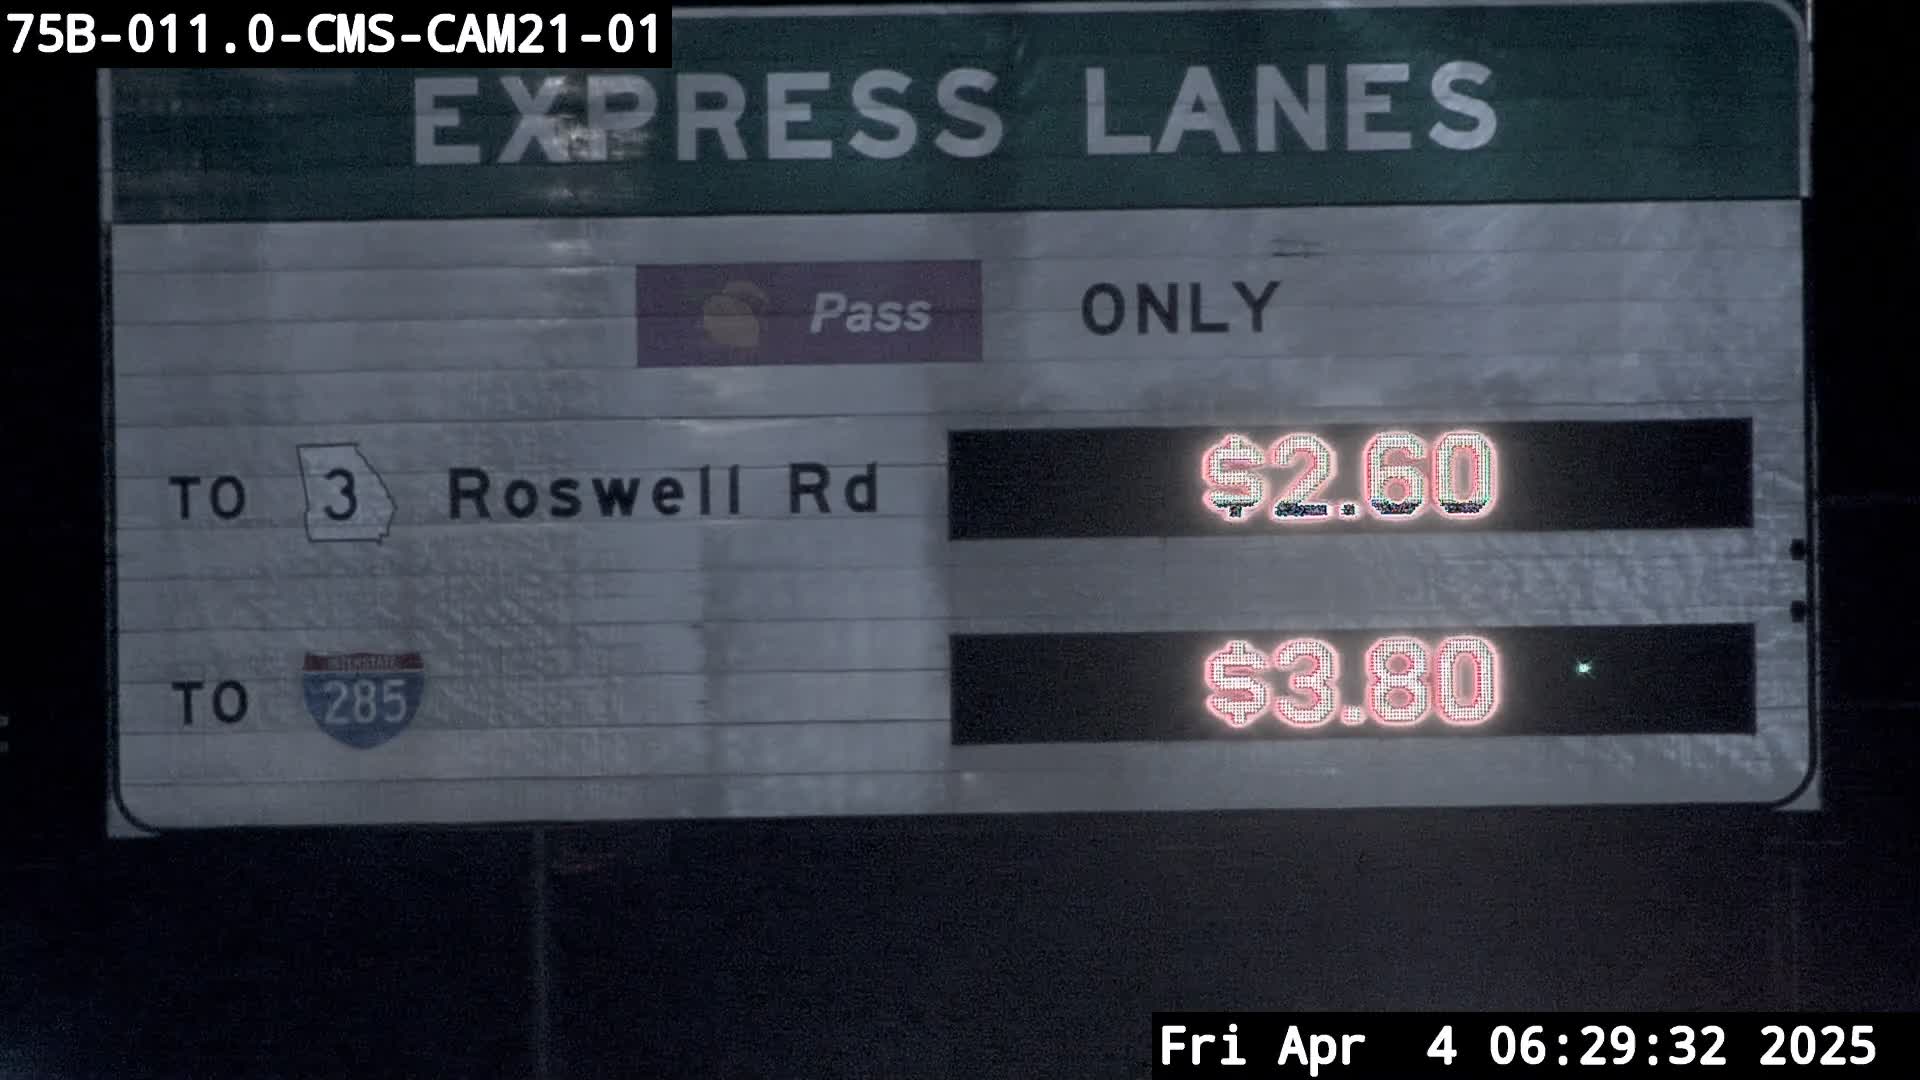 75B-011.0-CMS-CAM21-01
EXPRESS LANES
Pass ONLY
TO 3 Roswell Rd $2.60
TO INTERSTATE 285 $3.80
Fri Apr 4 06:29:32 2025